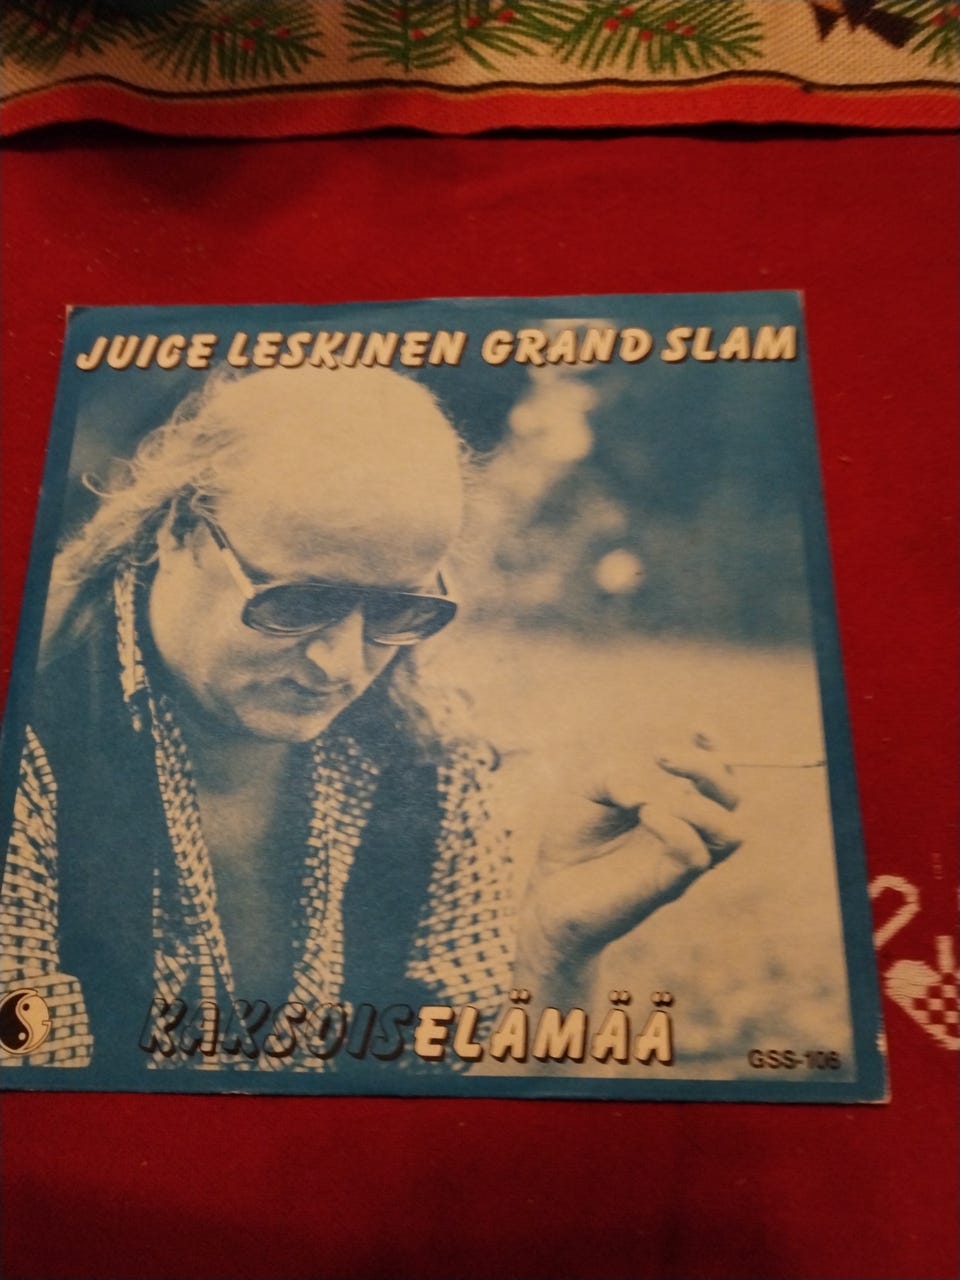 JUICE LESKINEN GRAND SLAM
KAKSOISELÄMÄÄ
GSS-106